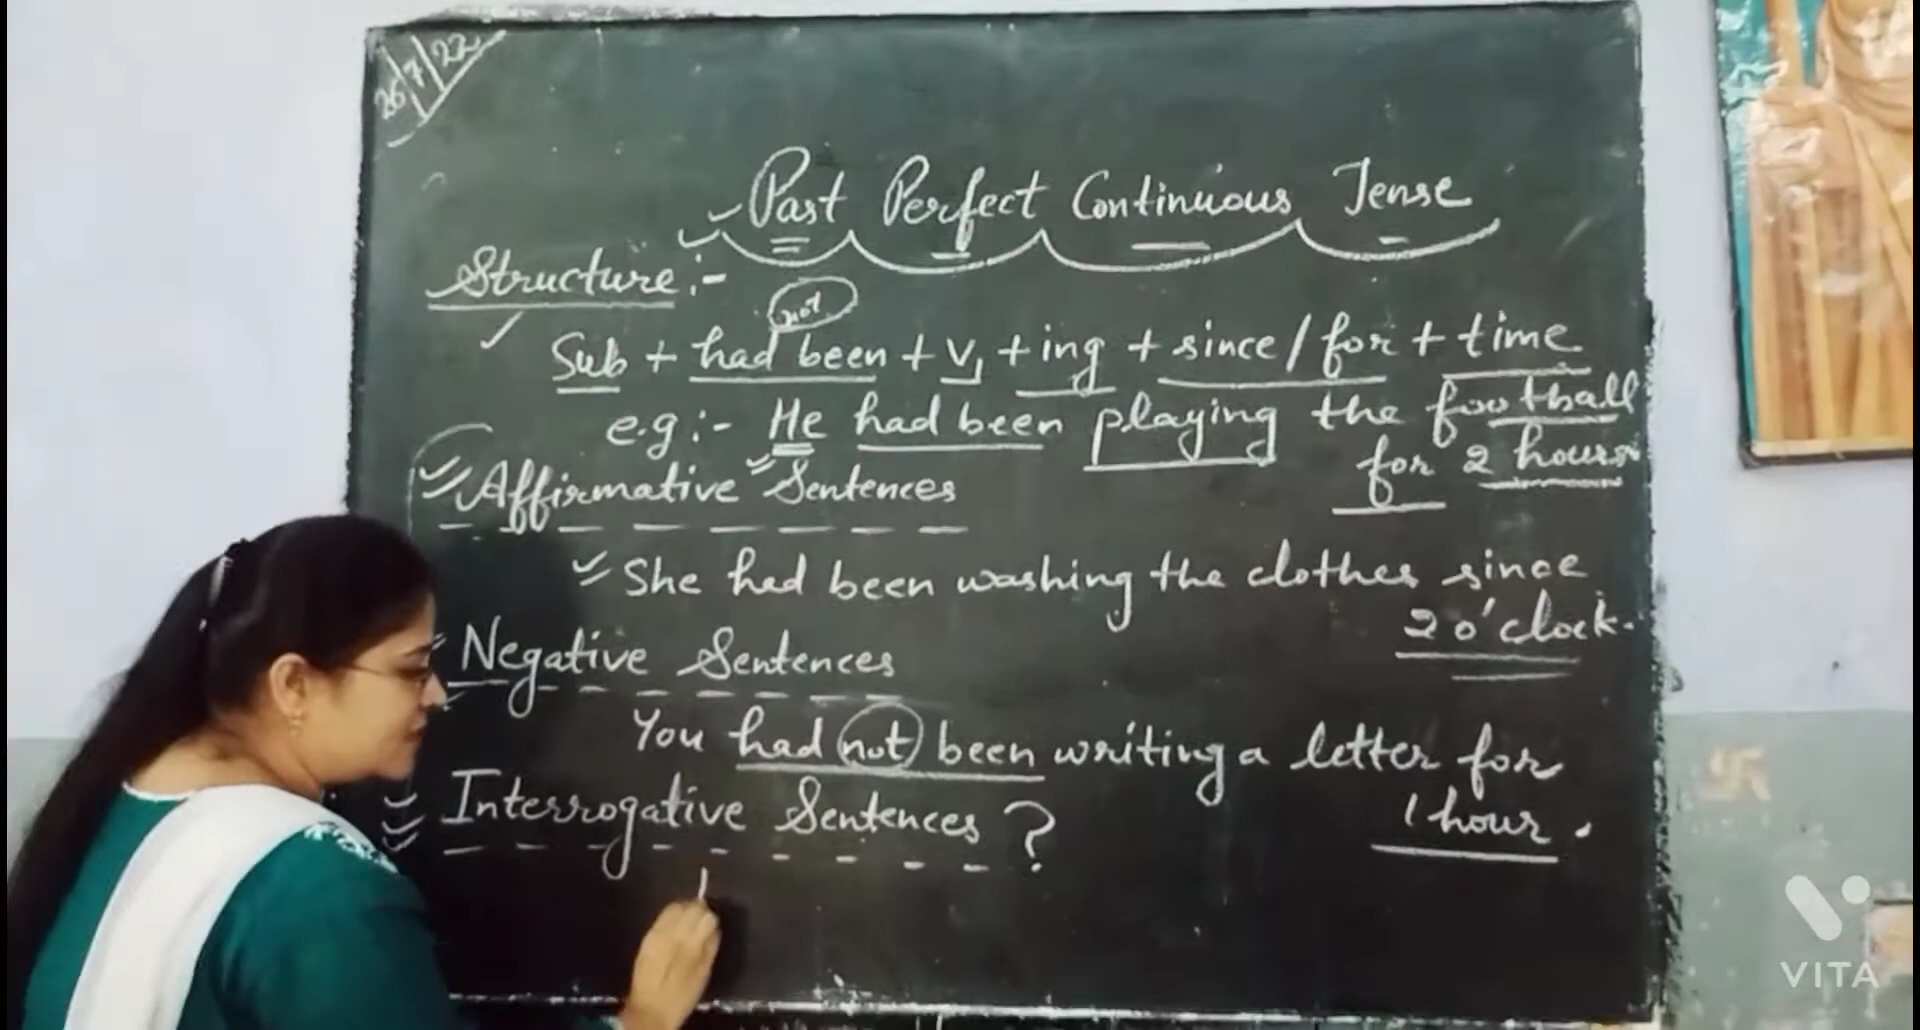 26/7/22
Past Perfect Continuious Tense
Structure:-
not
Sub + had been + V1 + ing + since / for + time
e.g:- He had been playing the football
for 2 hours.
Affirmative Sentences
She had been washing the clothes since
2 o'clock.
Negative Sentences
You had not been writing a letter for
1 hour.
Interrogative Sentences ?
VITA